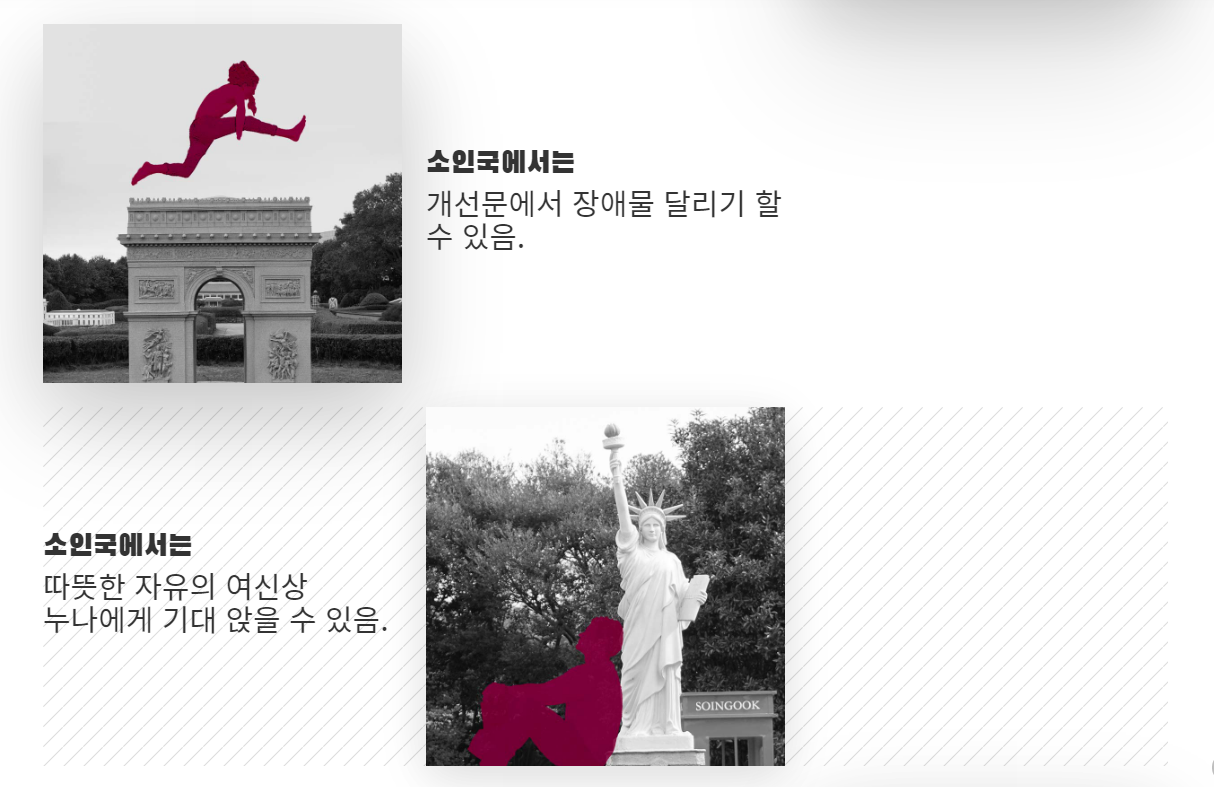 소인국에서는
개선문에서 장애물 달리기 할
수 있음.
소인국에서는
따뜻한 자유의 여신상
누나에게 기대 앉을 수 있음.
SOINGOOK